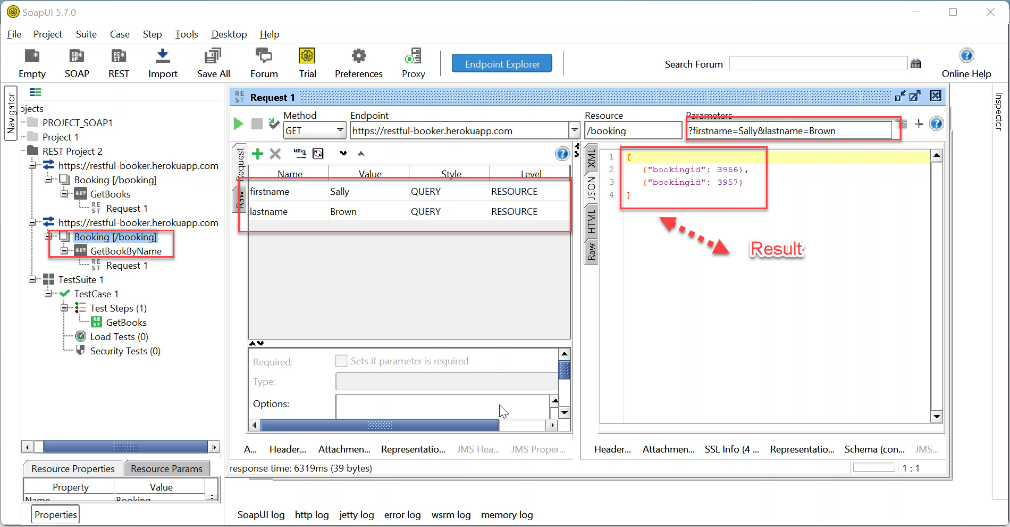 SoapUI 5.7.0
File Project Suite Case Step Tools Desktop Help
Empty SOAP REST Import Save All Forum Trial Preferences Proxy Endpoint Explorer Search Forum Online Help
Navigator
Projects
PROJECT_SOAP1
Project 1
REST Project 2
https://restful-booker.herokuapp.com
Booking [/booking]
GetBooks
Request 1
https://restful-booker.herokuapp.com
Booking [/booking]
GetBookByName
Request 1
TestSuite 1
TestCase 1
Test Steps (1)
GetBooks
Load Tests (0)
Security Tests (0)
Resource Properties Resource Params
Property Value
Name Booking
Properties
Request 1
Method Endpoint Resource Parameters
GET https://restful-booker.herokuapp.com /booking ?firstname=Sally&lastname=Brown
Request
Raw
Name Value Style Level
firstname Sally QUERY RESOURCE
lastname Brown QUERY RESOURCE
Required: Sets if parameter is required
Type:
Options:
A... Header... Attachmen... Representatio... JMS Hea... JMS Proper...
XML
JSON
HTML
Raw
1 [
2 {"bookingid": 3956},
3 {"bookingid": 3957}
4 ]
Result
Header... Attachmen... SSL Info (4 ... Representatio... Schema (con... JMS...
response time: 6319ms (39 bytes)
1 : 1
Inspector
SoapUI log http log jetty log error log wsrm log memory log